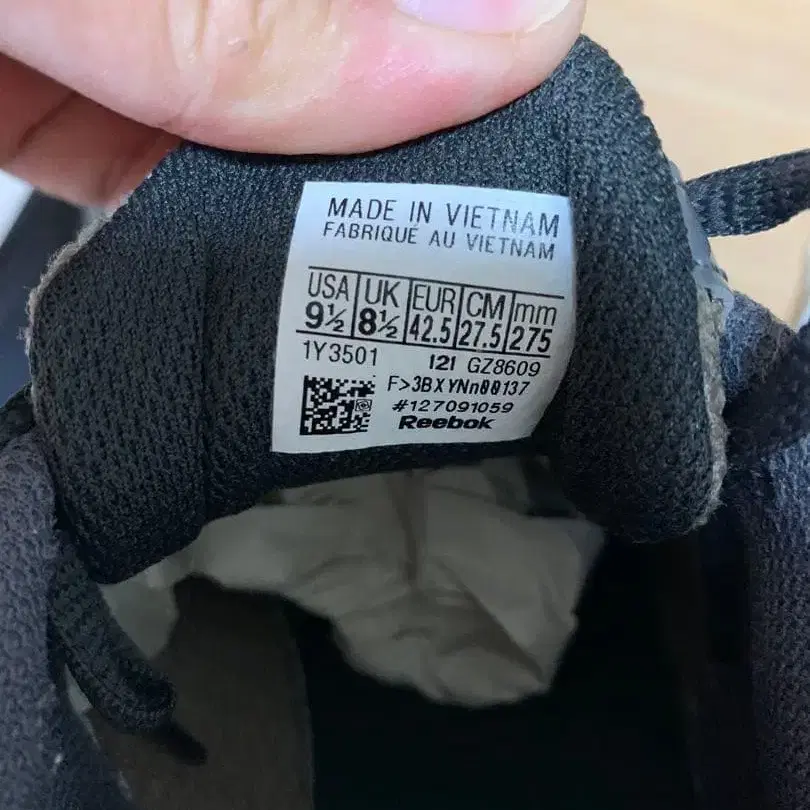 MADE IN VIETNAM
FABRIQUÉ AU VIETNAM
USA UK EUR CM mm
9½ 8½ 42.5 27.5 275
1Y3501 121 GZ8609
F>3BXYNn00137
#127091059
Reebok